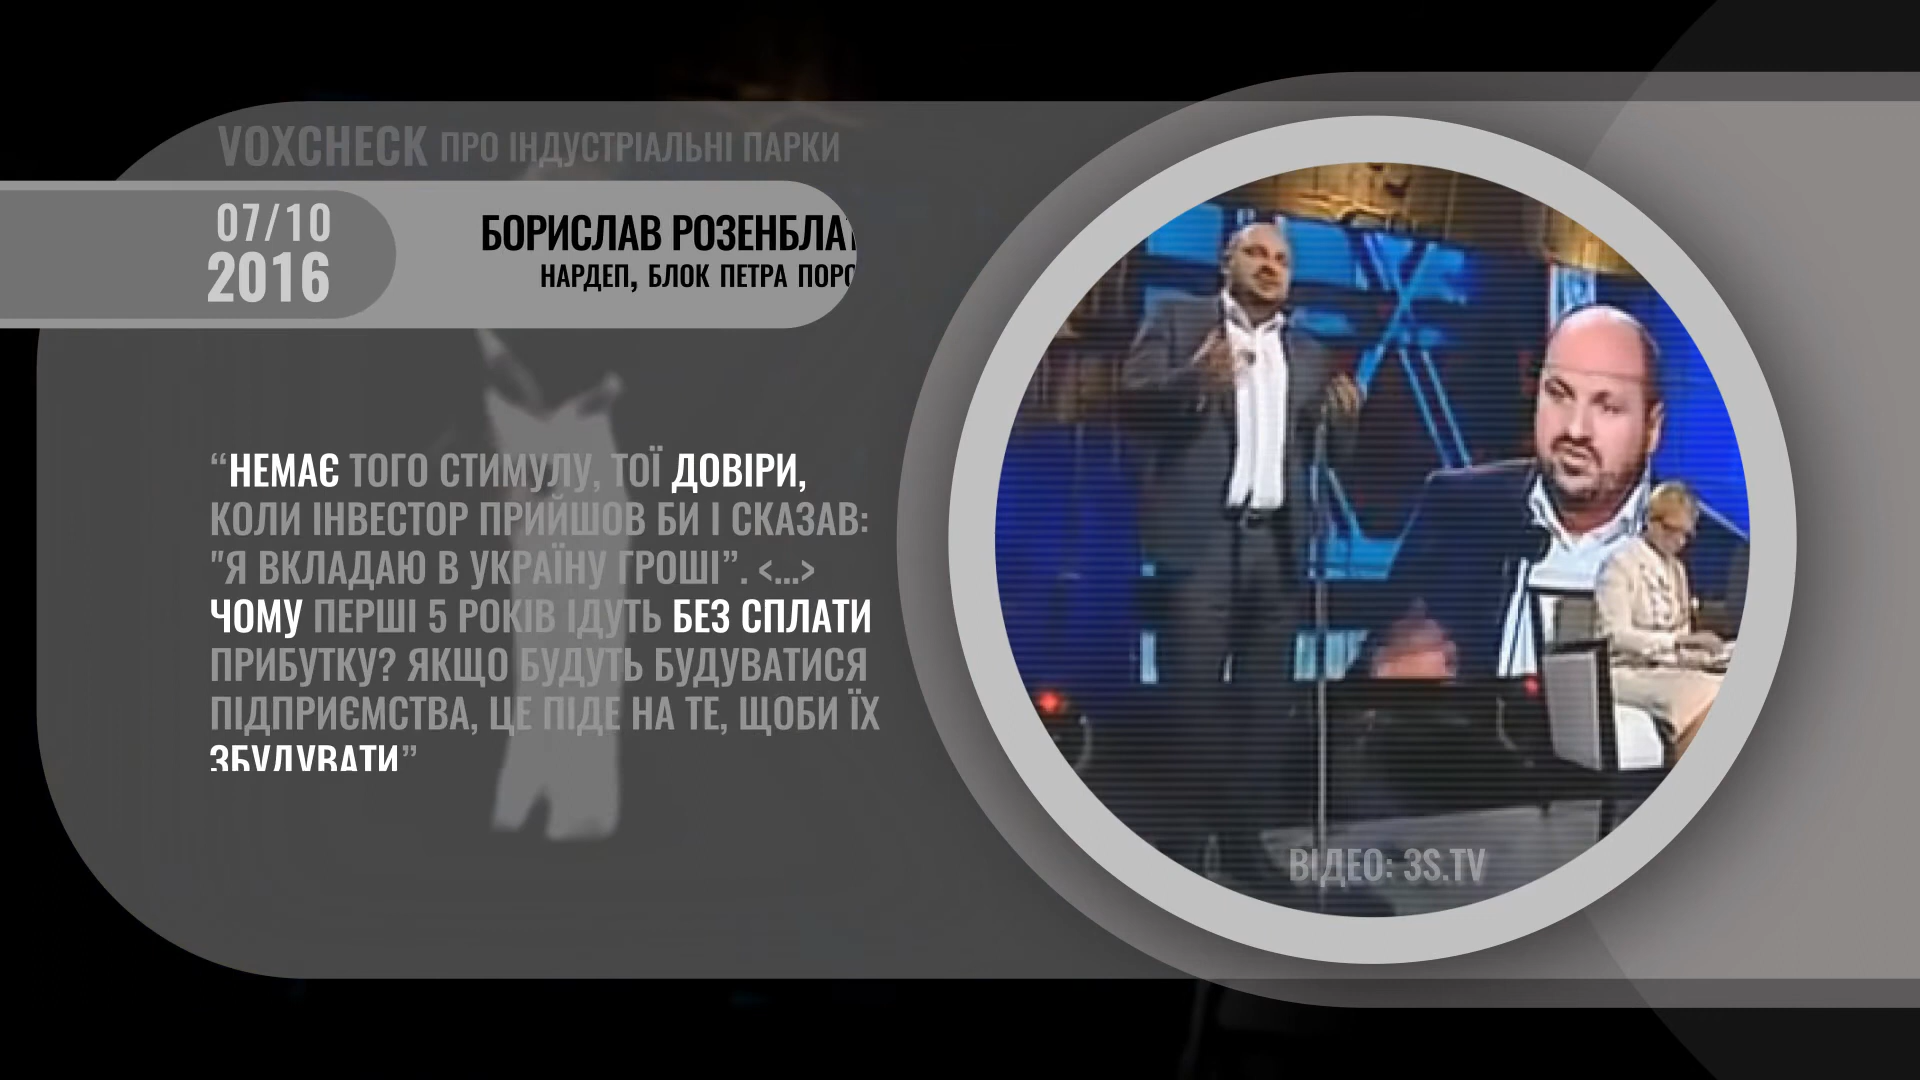 VOXCHECK ПРО ІНДУСТРІАЛЬНІ ПАРКИ
07/10
2016
БОРИСЛАВ РОЗЕНБЛАТ
НАРДЕП, БЛОК ПЕТРА ПОРО
“НЕМАЄ ТОГО СТИМУЛУ, ТОЇ ДОВІРИ,
КОЛИ ІНВЕСТОР ПРИЙШОВ БИ І СКАЗАВ:
"Я ВКЛАДАЮ В УКРАЇНУ ГРОШІ”. <...>
ЧОМУ ПЕРШІ 5 РОКІВ ІДУТЬ БЕЗ СПЛАТИ
ПРИБУТКУ? ЯКЩО БУДУТЬ БУДУВАТИСЯ
ПІДПРИЄМСТВА, ЦЕ ПІДЕ НА ТЕ, ЩОБИ ЇХ
ЗБУДУВАТИ”
ВІДЕО: 3S.TV